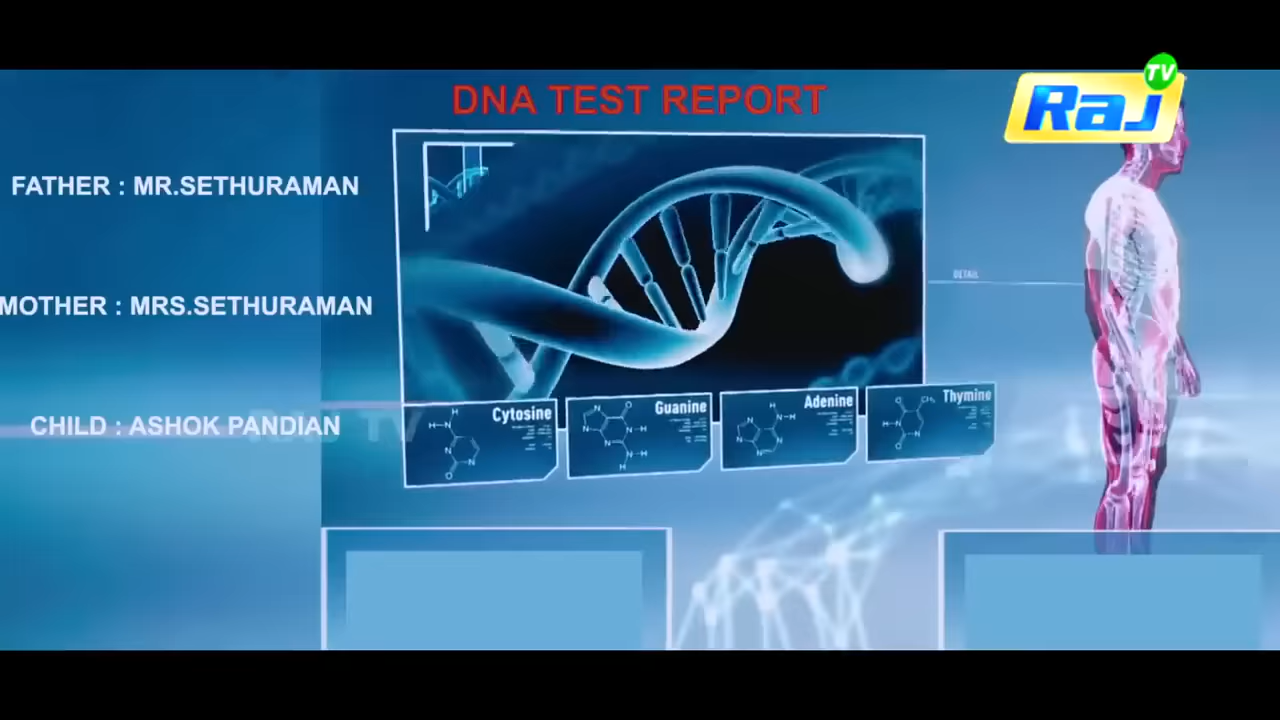 DNA TEST REPORT
Raj TV
FATHER : MR.SETHURAMAN
MOTHER : MRS.SETHURAMAN
CHILD : ASHOK PANDIAN
DETAIL
Cytosine
Guanine
Adenine
Thymine